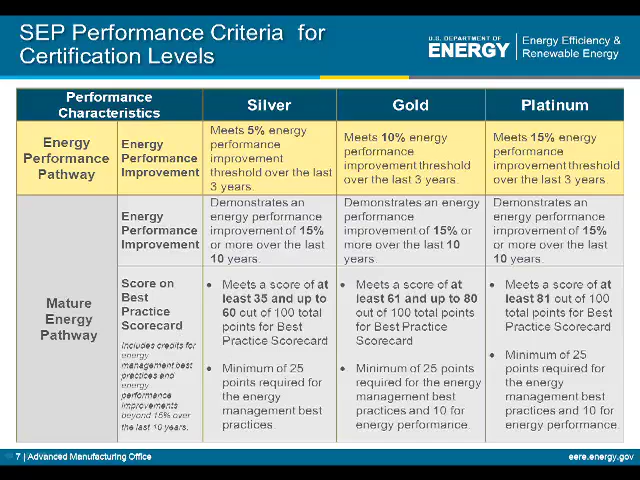 SEP Performance Criteria for
Certification Levels
U.S. DEPARTMENT OF
ENERGY
Energy Efficiency &
Renewable Energy
Performance
Characteristics
Silver
Gold
Platinum
Energy
Performance
Pathway
Energy
Performance
Improvement
Meets 5% energy
performance
improvement
threshold over the last
3 years.
Meets 10% energy
performance
improvement threshold
over the last 3 years.
Meets 15% energy
performance
improvement threshold
over the last 3 years.
Mature
Energy
Pathway
Energy
Performance
Improvement
Demonstrates an
energy performance
improvement of 15%
or more over the last
10 years.
Demonstrates an energy
performance
improvement of 15% or
more over the last 10
years.
Demonstrates an
energy performance
improvement of 15%
or more over the last
10 years.
Score on
Best
Practice
Scorecard
Includes credits for
energy
management best
practices and
energy
performance
improvements
beyond 15% over
the last 10 years.
• Meets a score of at
least 35 and up to
60 out of 100 total
points for Best
Practice Scorecard
• Minimum of 25
points required for
the energy
management best
practices.
• Meets a score of at
least 61 and up to 80
out of 100 total points
for Best Practice
Scorecard
• Minimum of 25 points
required for the energy
management best
practices and 10 for
energy performance.
• Meets a score of at
least 81 out of 100
total points for Best
Practice Scorecard
• Minimum of 25
points required for
the energy
management best
practices and 10 for
energy performance.
7 | Advanced Manufacturing Office
eere.energy.gov